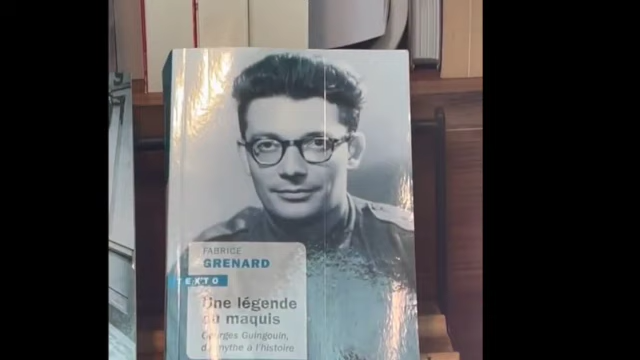 FABRICE
GRENARD
TEXTO
Une légende
du maquis
Georges Guingouin,
du mythe à l'histoire